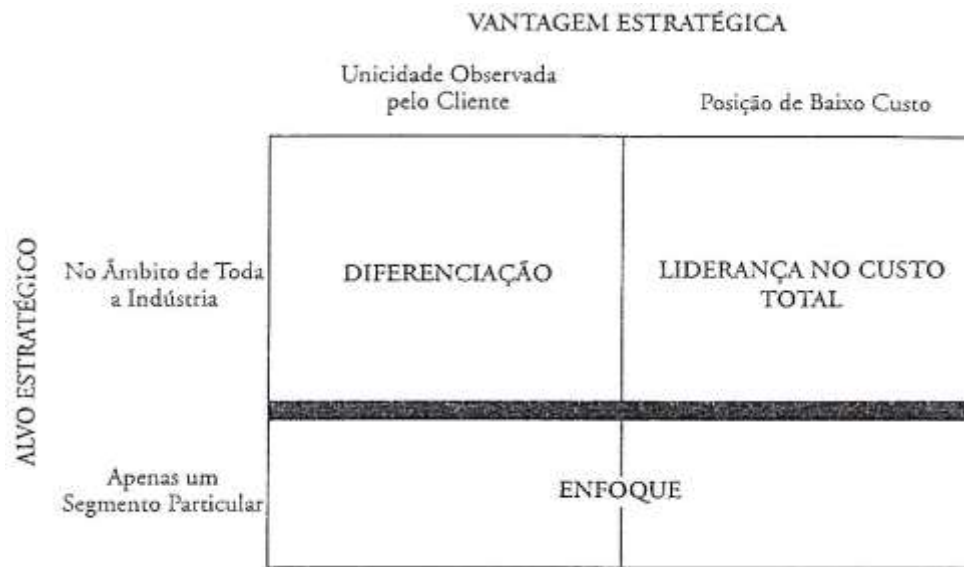 VANTAGEM ESTRATÉGICA
Unicidade Observada
pelo Cliente
Posição de Baixo Custo
ALVO ESTRATÉGICO
No Âmbito de Toda
a Indústria
DIFERENCIAÇÃO
LIDERANÇA NO CUSTO
TOTAL
Apenas um
Segmento Particular
ENFOQUE